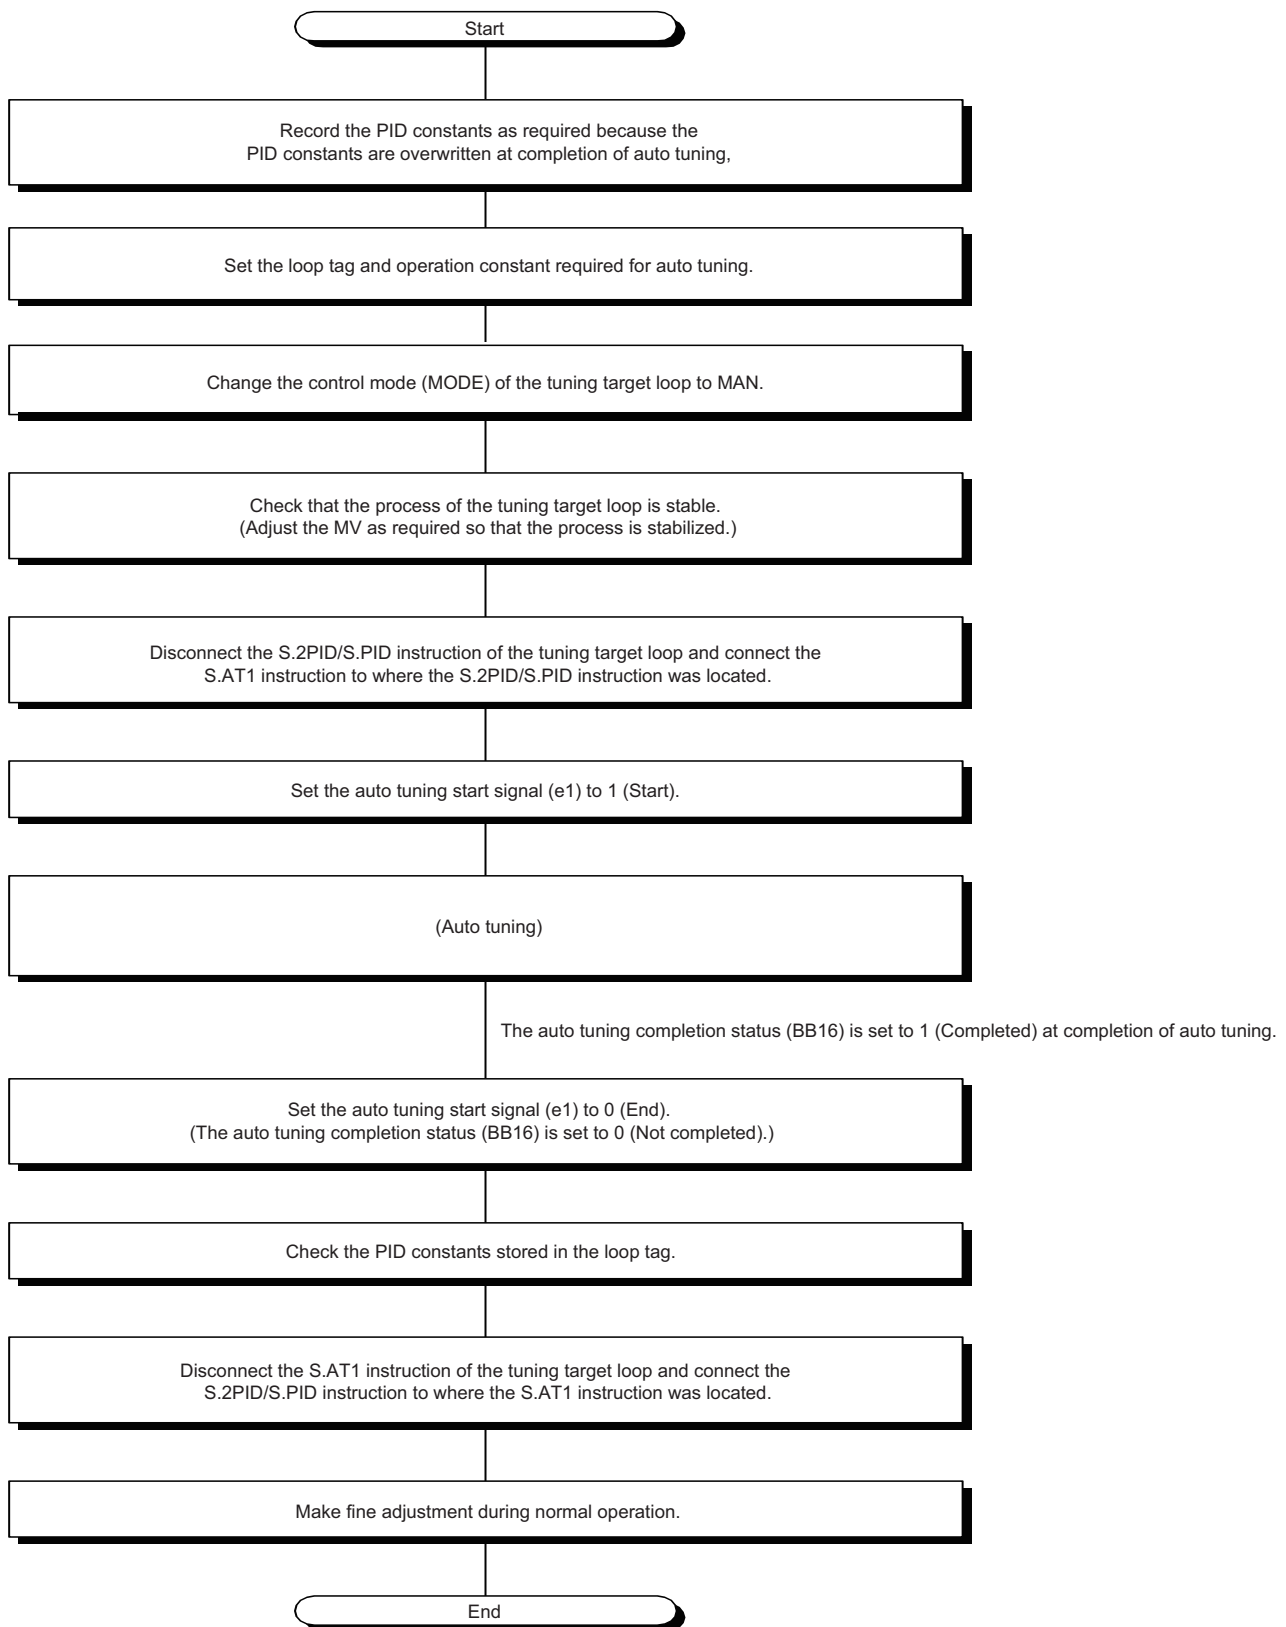 Start
Record the PID constants as required because the
PID constants are overwritten at completion of auto tuning,
Set the loop tag and operation constant required for auto tuning.
Change the control mode (MODE) of the tuning target loop to MAN.
Check that the process of the tuning target loop is stable.
(Adjust the MV as required so that the process is stabilized.)
Disconnect the S.2PID/S.PID instruction of the tuning target loop and connect the
S.AT1 instruction to where the S.2PID/S.PID instruction was located.
Set the auto tuning start signal (e1) to 1 (Start).
(Auto tuning)
The auto tuning completion status (BB16) is set to 1 (Completed) at completion of auto tuning.
Set the auto tuning start signal (e1) to 0 (End).
(The auto tuning completion status (BB16) is set to 0 (Not completed).)
Check the PID constants stored in the loop tag.
Disconnect the S.AT1 instruction of the tuning target loop and connect the
S.2PID/S.PID instruction to where the S.AT1 instruction was located.
Make fine adjustment during normal operation.
End